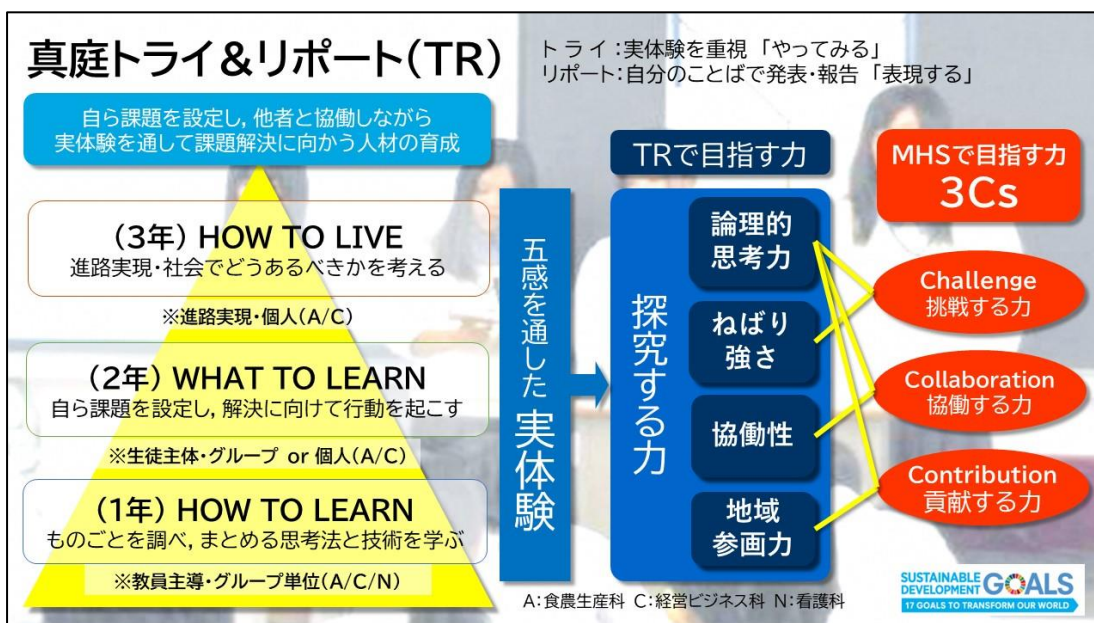 真庭トライ&リポート(TR)
トライ:実体験を重視 「やってみる」
リポート:自分のことばで発表・報告 「表現する」
自ら課題を設定し,他者と協働しながら
実体験を通して課題解決に向かう人材の育成
(3年) HOW TO LIVE
進路実現・社会でどうあるべきかを考える
※進路実現・個人(A/C)
(2年) WHAT TO LEARN
自ら課題を設定し,解決に向けて行動を起こす
※生徒主体・グループ or 個人(A/C)
(1年) HOW TO LEARN
ものごとを調べ,まとめる思考法と技術を学ぶ
※教員主導・グループ単位(A/C/N)
五感を通した実体験
TRで目指す力
探究する力
論理的
思考力
ねばり
強さ
協働性
地域
参画力
MHSで目指す力
3Cs
Challenge
挑戦する力
Collaboration
協働する力
Contribution
貢献する力
A:食農生産科 C:経営ビジネス科 N:看護科
SUSTAINABLE
DEVELOPMENT
GOALS
17 GOALS TO TRANSFORM OUR WORLD